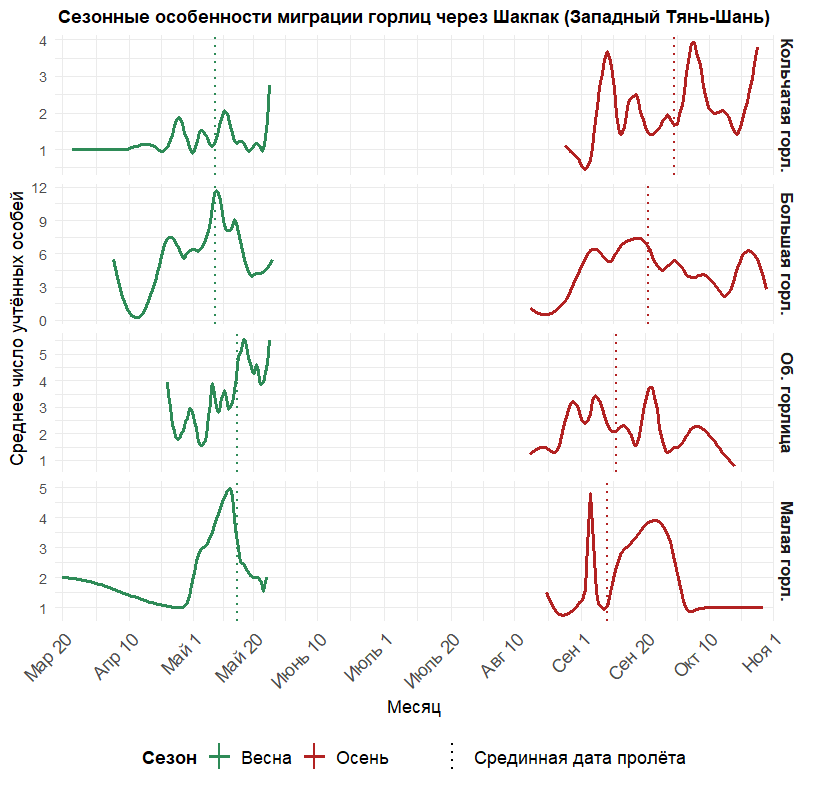 Сезонные особенности миграции горлиц через Шакпак (Западный Тянь-Шань)
Среднее число учтённых особей
4
3
2
1
Кольчатая горл.
12
9
6
3
0
Большая горл.
5
4
3
2
1
Об. горлица
5
4
3
2
1
Малая горл.
Мар 20
Апр 10
Май 1
Май 20
Июнь 10
Июль 1
Июль 20
Авг 10
Сен 1
Сен 20
Окт 10
Ноя 1
Месяц
Сезон Весна Осень Срединная дата пролёта